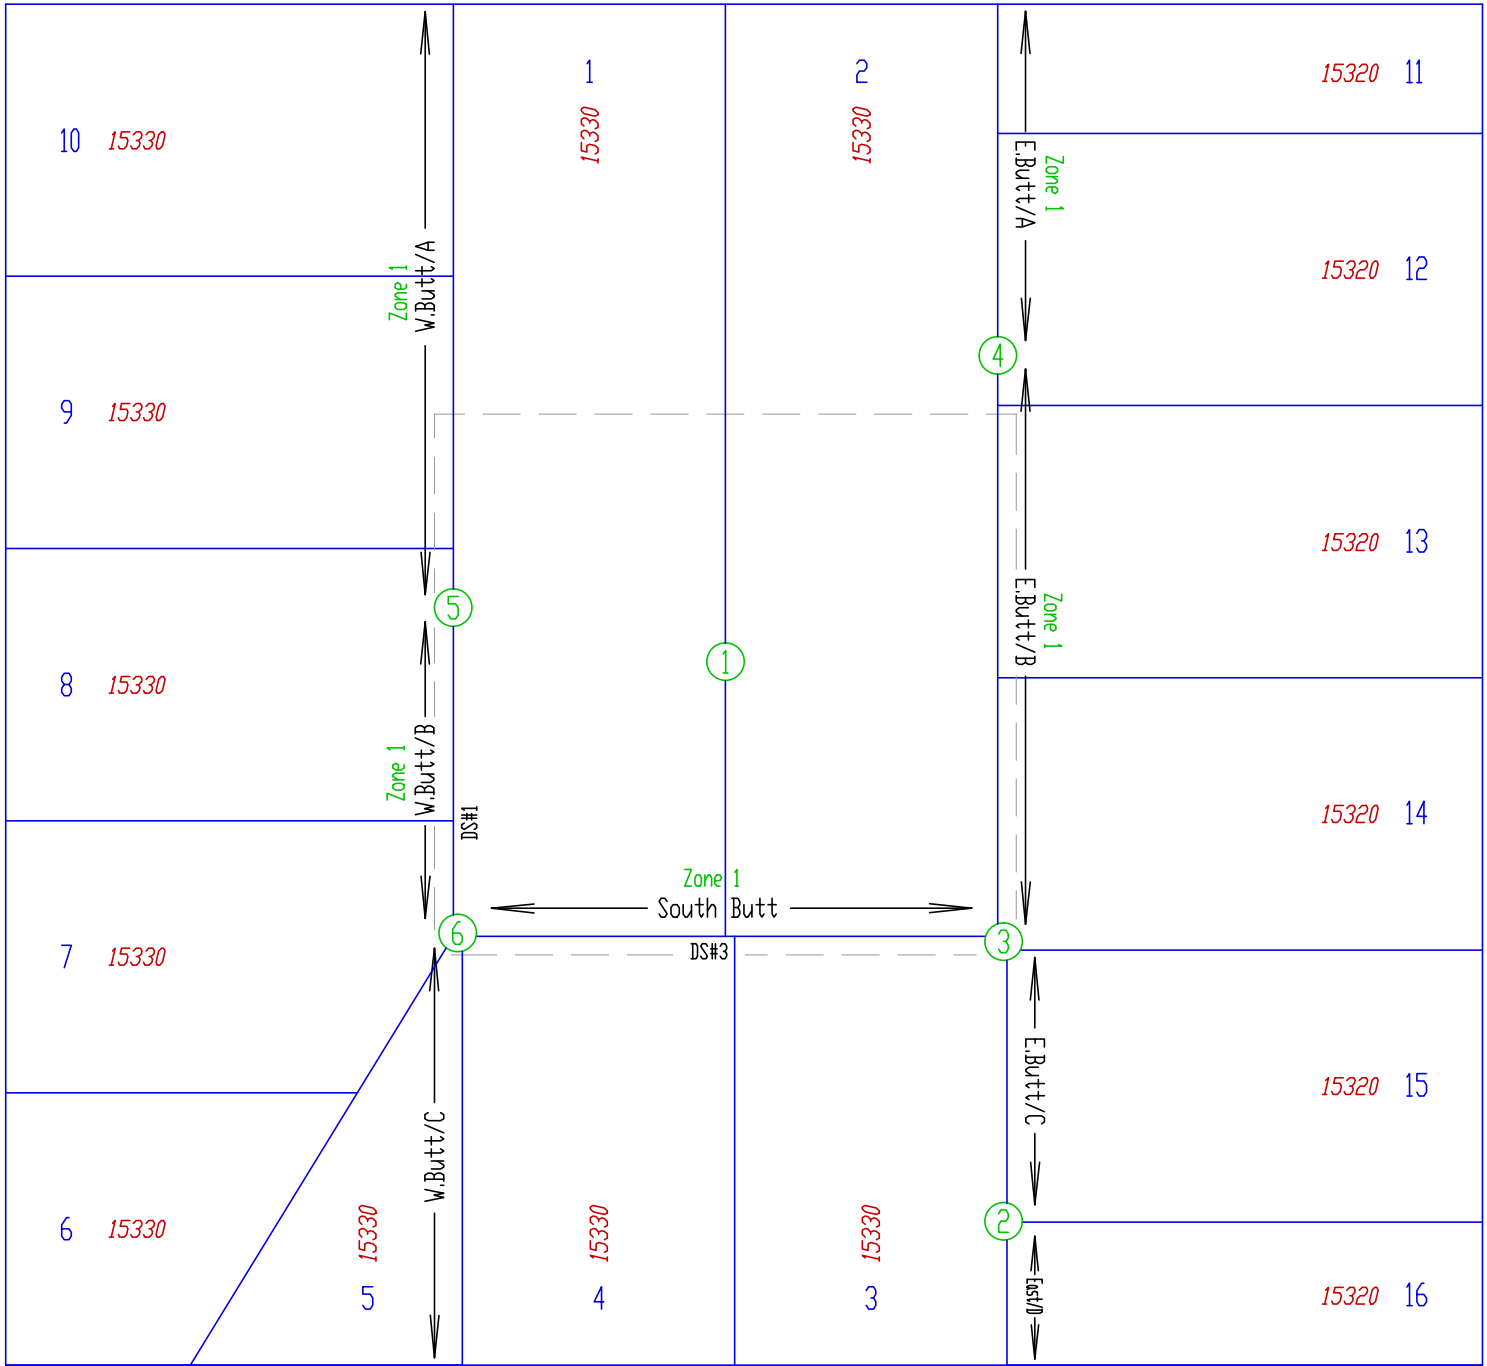 1
2
15320 11
15330
15330
10 15330
E.Butt/A
Zone 1
W.Butt/A
Zone 1
15320 12
4
9 15330
15320 13
5
E.Butt/B
Zone 1
1
8 15330
W.Butt/B
Zone 1
DS#1
15320 14
Zone 1
South Butt
6
3
DS#3
7 15330
E.Butt/C
15320 15
W.Butt/C
6 15330
15330
15330
15330
2
5
4
3
East/D
15320 16